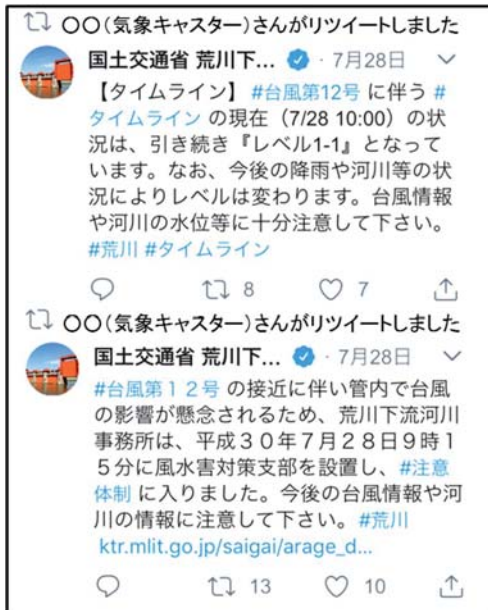 〇〇(気象キャスター)さんがリツイートしました
国土交通省 荒川下... · 7月28日
【タイムライン】 #台風第12号 に伴う #
タイムライン の現在（7/28 10:00）の状
況は、引き続き『レベル1-1』となって
います。なお、今後の降雨や河川等の状
況によりレベルは変わります。台風情報
や河川の水位等に十分注意して下さい。
#荒川 #タイムライン
8 7
〇〇(気象キャスター)さんがリツイートしました
国土交通省 荒川下... · 7月28日
#台風第１２号 の接近に伴い管内で台風
の影響が懸念されるため、荒川下流河川
事務所は、平成３０年７月２８日９時１
５分に風水害対策支部を設置し、#注意
体制 に入りました。今後の台風情報や河
川の情報に注意して下さい。#荒川
ktr.mlit.go.jp/saigai/arage_d...
13 10